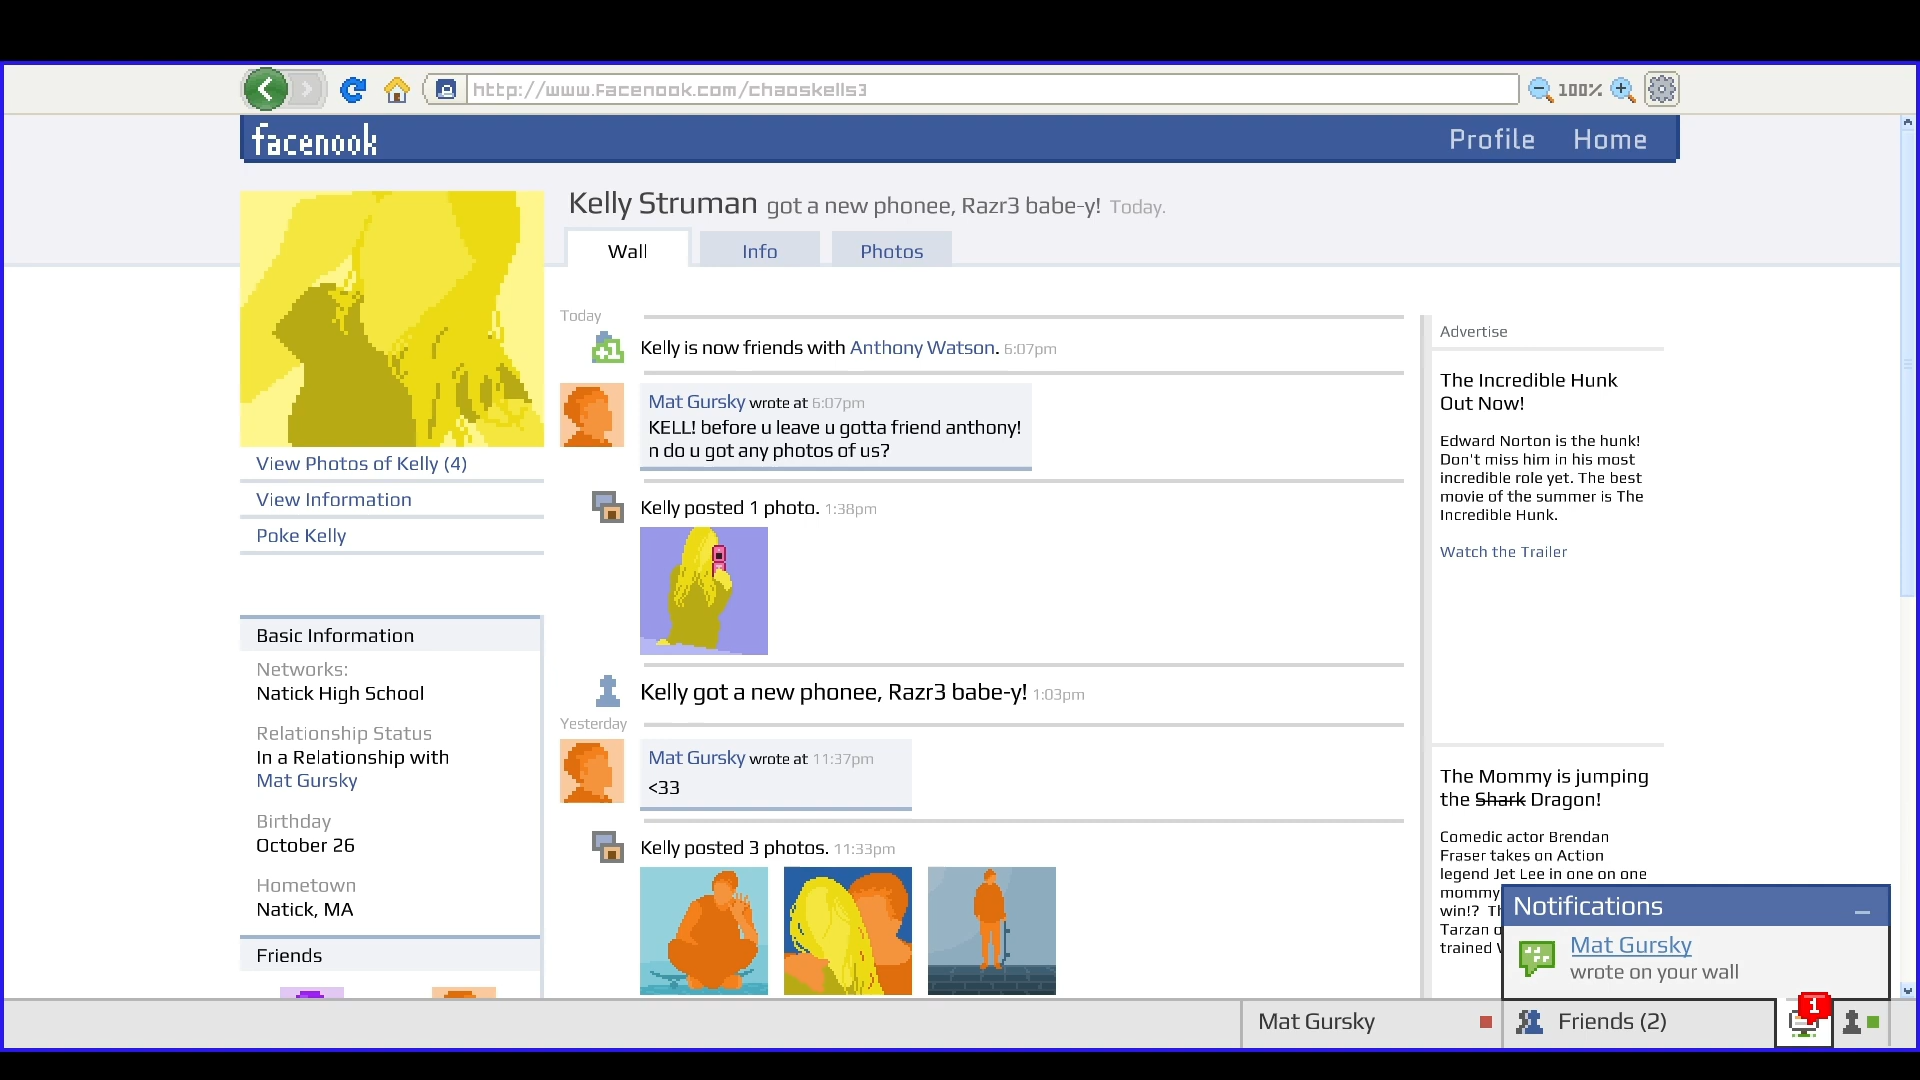 http://www.facenook.com/chaoskells3
100%
facenook
Profile
Home
Kelly Struman got a new phonee, Razr3 babe-y! Today.
Wall
Info
Photos
View Photos of Kelly (4)
View Information
Poke Kelly
Basic Information
Networks:
Natick High School
Relationship Status
In a Relationship with
Mat Gursky
Birthday
October 26
Hometown
Natick, MA
Friends
Today
+1
Kelly is now friends with Anthony Watson. 6:07pm
Mat Gursky wrote at 6:07pm
KELL! before u leave u gotta friend anthony!
n do u got any photos of us?
Kelly posted 1 photo. 1:38pm
Kelly got a new phonee, Razr3 babe-y! 1:03pm
Yesterday
Mat Gursky wrote at 11:37pm
<33
Kelly posted 3 photos. 11:33pm
Advertise
The Incredible Hunk
Out Now!
Edward Norton is the hunk!
Don't miss him in his most
incredible role yet. The best
movie of the summer is The
Incredible Hunk.
Watch the Trailer
The Mommy is jumping
the Shark Dragon!
Comedic actor Brendan
Fraser takes on Action
legend Jet Lee in one on one
mommy
win!?
Tarzan
trained
Notifications
Mat Gursky
wrote on your wall
Mat Gursky
Friends (2)
1